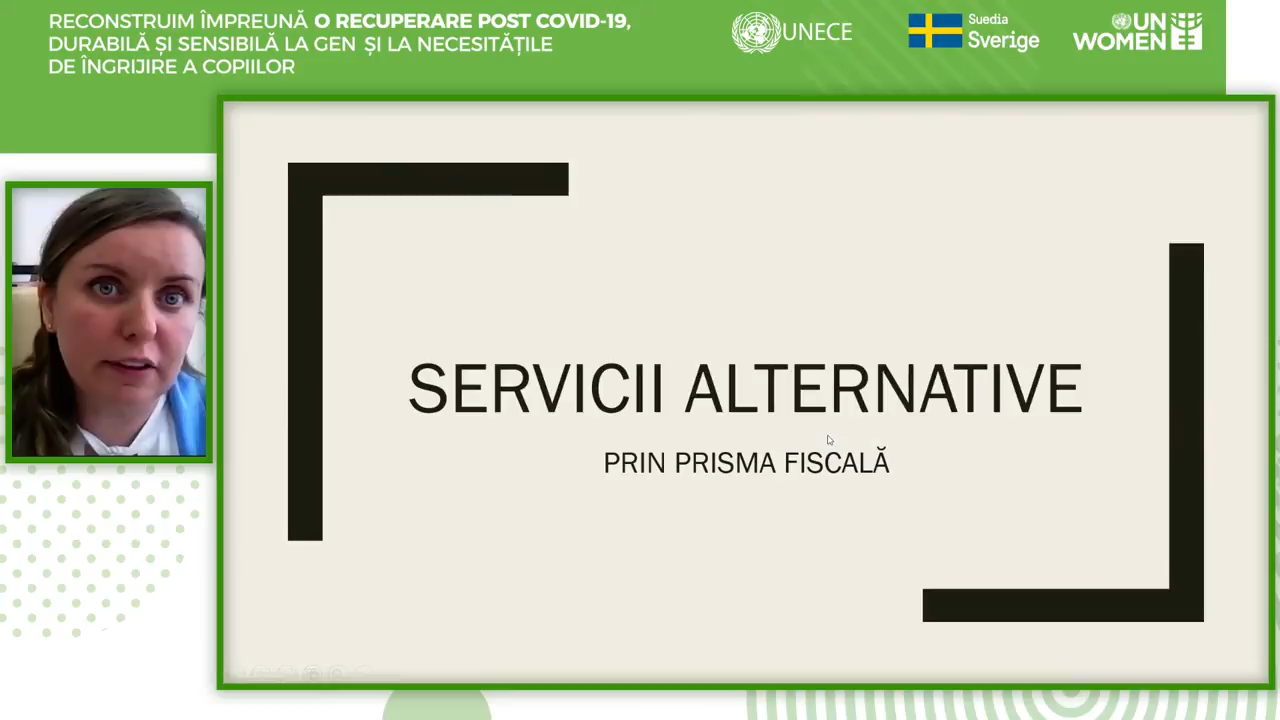 RECONSTRUIM ÎMPREUNĂ O RECUPERARE POST COVID-19,
DURABILĂ ȘI SENSIBILĂ LA GEN ȘI LA NECESITĂȚILE
DE ÎNGRIJIRE A COPIILOR
UNECE
Suedia
Sverige
UN
WOMEN
SERVICII ALTERNATIVE
PRIN PRISMA FISCALĂ